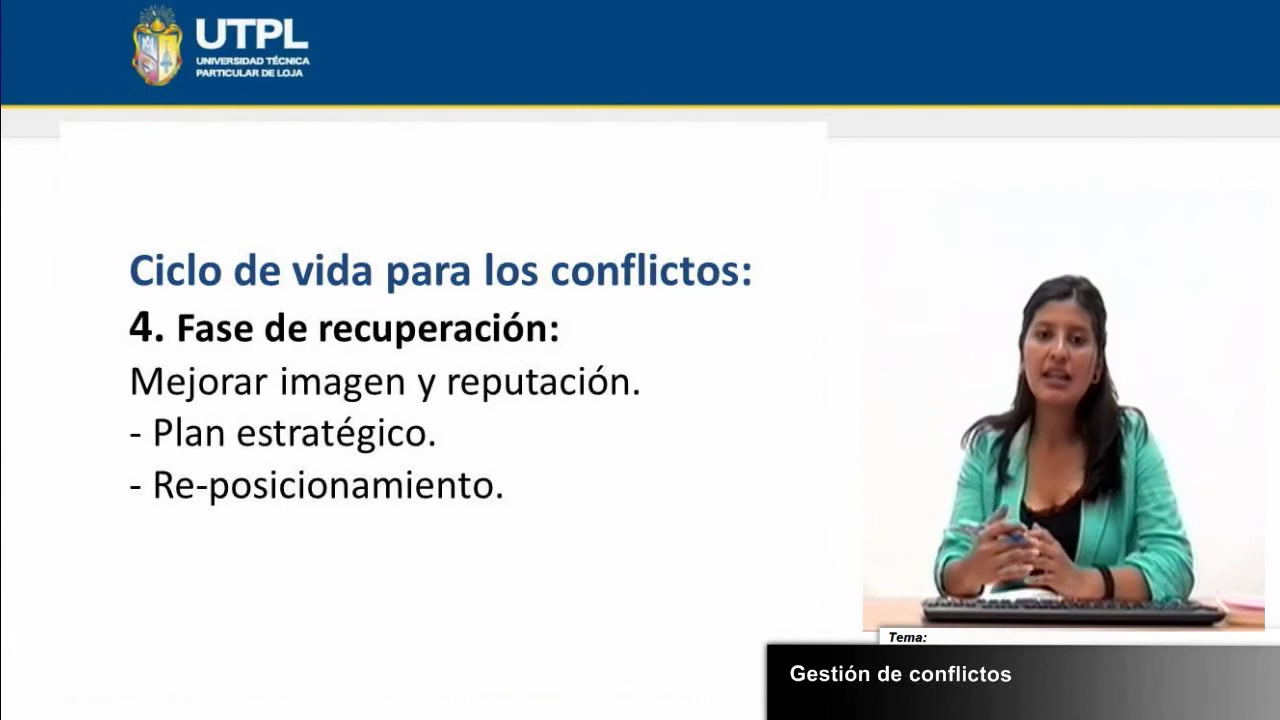 UTPL
UNIVERSIDAD TÉCNICA
PARTICULAR DE LOJA
Ciclo de vida para los conflictos:
4. Fase de recuperación:
Mejorar imagen y reputación.
- Plan estratégico.
- Re-posicionamiento.
Tema:
Gestión de conflictos